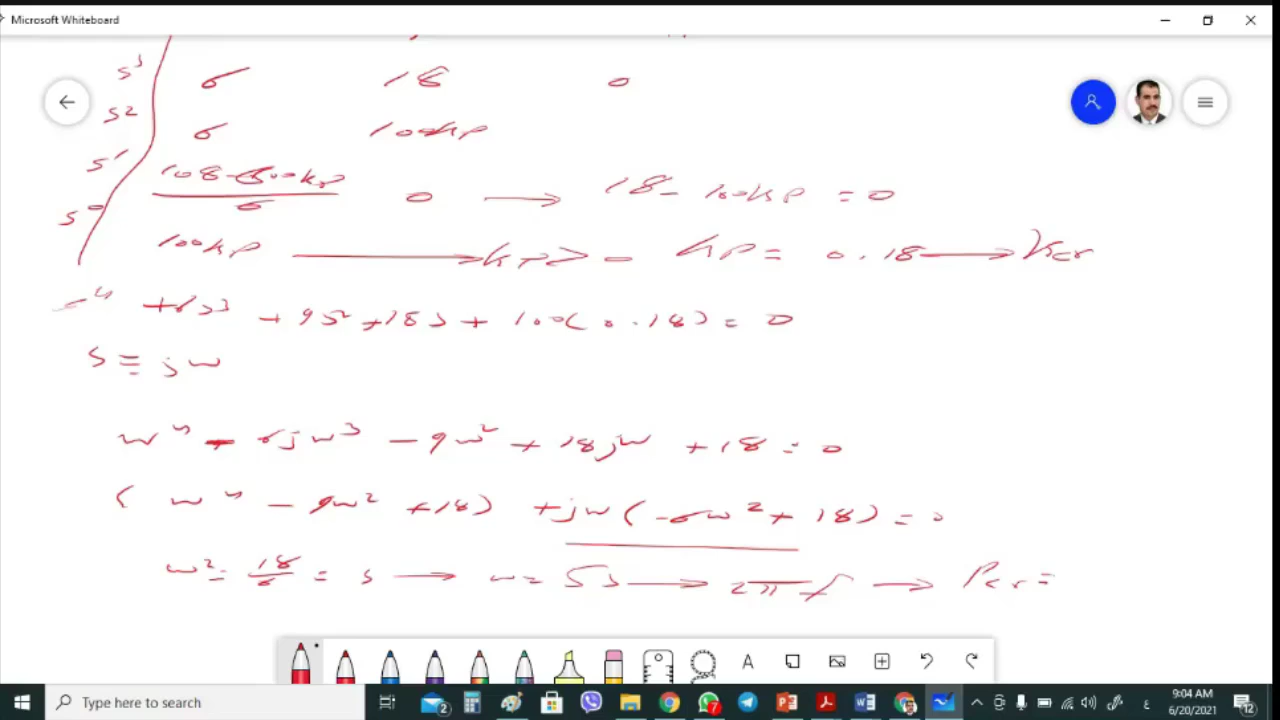 Microsoft Whiteboard
s³ 6 18 0
s² 6 100kp
s¹ 108-600kp / 6 0 → 18-100kp = 0
s⁰ 100kp → kp> 0 kp = 0.18 → Kcr
s⁴ +6s³ + 9s² +18s + 100(0.18) = 0
s = jw
w⁴ - 6jw³ - 9w² + 18jw + 18 = 0
(w⁴ - 9w² +18) +jw(-6w² + 18) = 0
w² = 18/6 = 3 → w = √3 → 2πf → Pcr =
A
Type here to search
2
7
ع
9:04 AM
6/20/2021
12